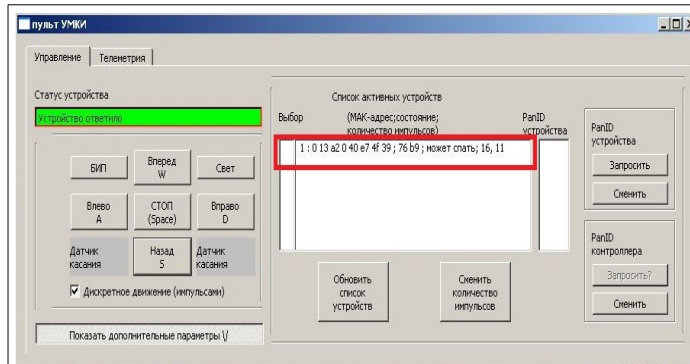 пульт УМКИ
Управление
Телеметрия
Статус устройства
Устройство ответило
БИП
Вперед
W
Свет
Влево
A
СТОП
(Space)
Вправо
D
Датчик
касания
Назад
S
Датчик
касания
Дискретное движение (импульсами)
Показать дополнительные параметры \/
Список активных устройств
Выбор
(МАК-адрес;состояние;
количество импульсов)
PanID
устройства
1 : 0 13 a2 0 40 e7 4f 39 ; 76 b9 ; может спать; 16, 11
Обновить
список
устройств
Сменить
количество
импульсов
PanID
устройства
Запросить
Сменить
PanID
контроллера
Запросить?
Сменить